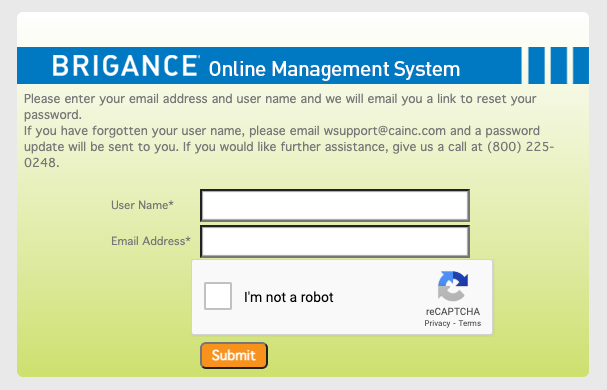 BRIGANCE® Online Management System
Please enter your email address and user name and we will email you a link to reset your
password.
If you have forgotten your user name, please email wsupport@cainc.com and a password
update will be sent to you. If you would like further assistance, give us a call at (800) 225-
0248.
User Name*
Email Address*
I'm not a robot
reCAPTCHA
Privacy - Terms
Submit